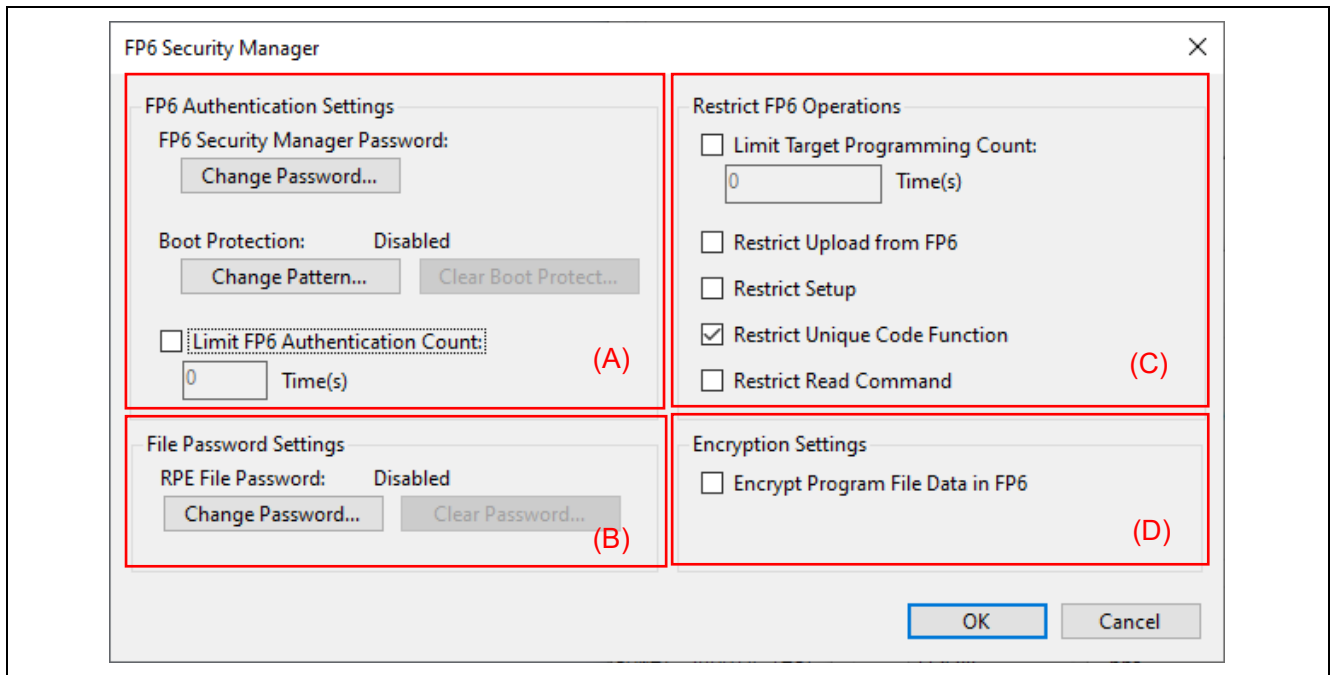 FP6 Security Manager
FP6 Authentication Settings
FP6 Security Manager Password:
Change Password...
Boot Protection: Disabled
Change Pattern... Clear Boot Protect...
Limit FP6 Authentication Count:
0 Time(s)
(A)
File Password Settings
RPE File Password: Disabled
Change Password... Clear Password...
(B)
Restrict FP6 Operations
Limit Target Programming Count:
0 Time(s)
Restrict Upload from FP6
Restrict Setup
Restrict Unique Code Function
Restrict Read Command
(C)
Encryption Settings
Encrypt Program File Data in FP6
(D)
OK Cancel